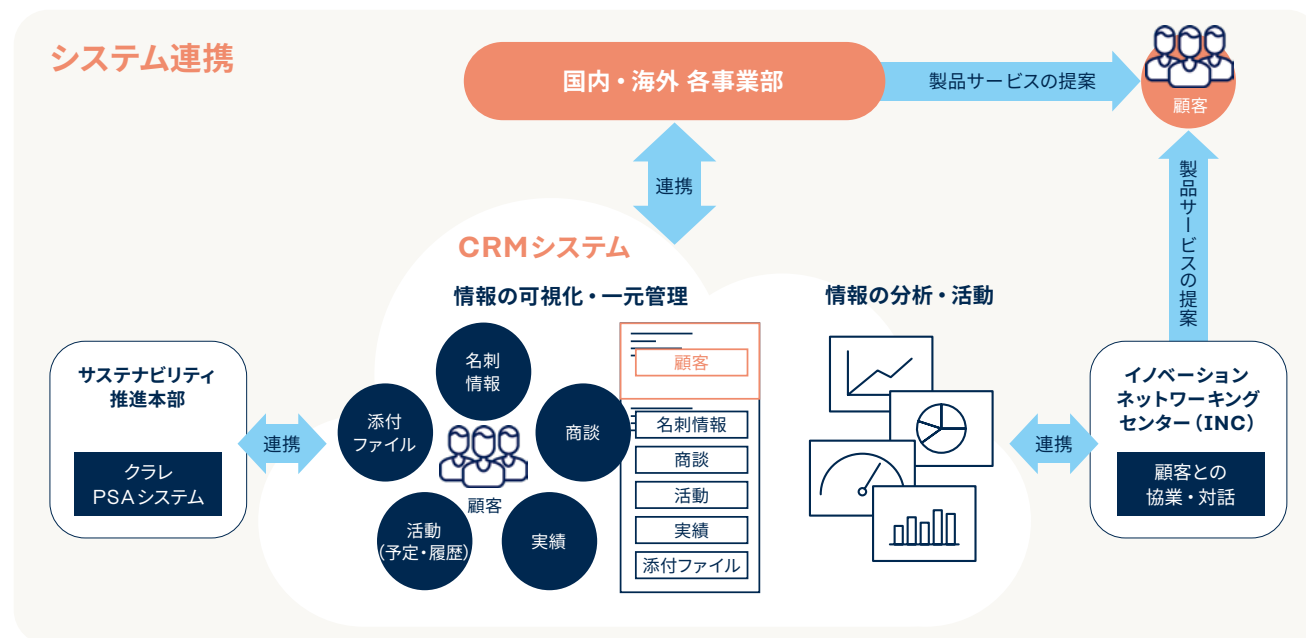 システム連携
国内・海外 各事業部
製品サービスの提案
顧客
連携
製品サービスの提案
CRMシステム
情報の可視化・一元管理
情報の分析・活動
サステナビリティ
推進本部
クラレ
PSAシステム
連携
名刺
情報
添付
ファイル
商談
顧客
活動
(予定・履歴)
実績
顧客
名刺情報
商談
活動
実績
添付ファイル
連携
イノベーション
ネットワーキング
センター（INC）
顧客との
協業・対話